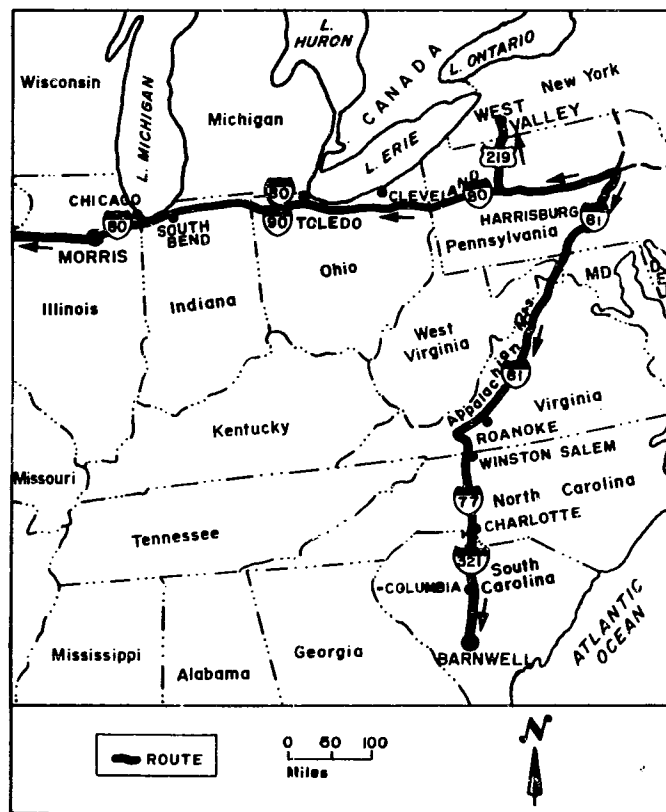 L.
HURON
L. ONTARIO
Wisconsin
CANADA
New York
WEST
VALLEY
Michigan
L. MICHIGAN
L. ERIE
219
80
CLEVELAND
80
CHICAGO
80
SOUTH
BEND
90
TOLEDO
HARRISBURG
81
Pennsylvania
MORRIS
Ohio
MD
DE
Illinois
Indiana
West
Virginia
Appalachian Mts
81
Virginia
Kentucky
ROANOKE
WINSTON SALEM
Missouri
77
North Carolina
Tennessee
CHARLOTTE
321
South
Carolina
COLUMBIA
ATLANTIC
OCEAN
Mississippi
Alabama
Georgia
BARNWELL
ROUTE
0 50 100
Miles
N